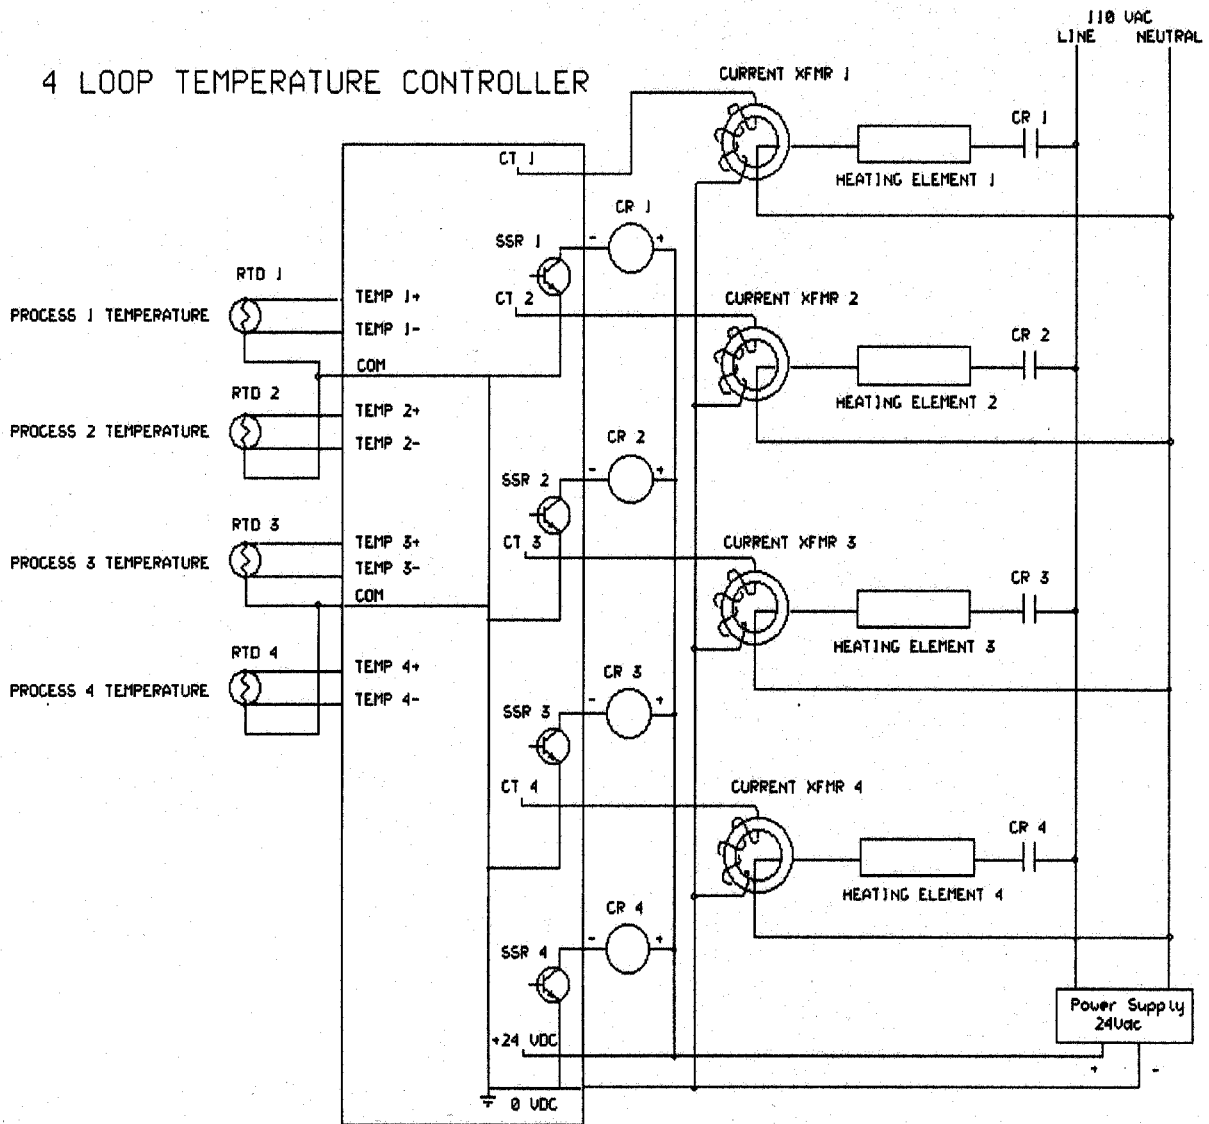 110 VAC
LINE NEUTRAL
4 LOOP TEMPERATURE CONTROLLER
CURRENT XFMR 1
CR 1
CT 1
HEATING ELEMENT 1
CR 1
- +
SSR 1
RTD 1
TEMP 1+
PROCESS 1 TEMPERATURE
TEMP 1-
COM
CT 2
CURRENT XFMR 2
CR 2
HEATING ELEMENT 2
RTD 2
TEMP 2+
PROCESS 2 TEMPERATURE
TEMP 2-
CR 2
- +
SSR 2
RTD 3
TEMP 3+
PROCESS 3 TEMPERATURE
TEMP 3-
COM
CT 3
CURRENT XFMR 3
CR 3
HEATING ELEMENT 3
RTD 4
TEMP 4+
PROCESS 4 TEMPERATURE
TEMP 4-
CR 3
- +
SSR 3
CT 4
CURRENT XFMR 4
CR 4
HEATING ELEMENT 4
CR 4
- +
SSR 4
Power Supply
24Vdc
+24 VDC
+ -
0 VDC